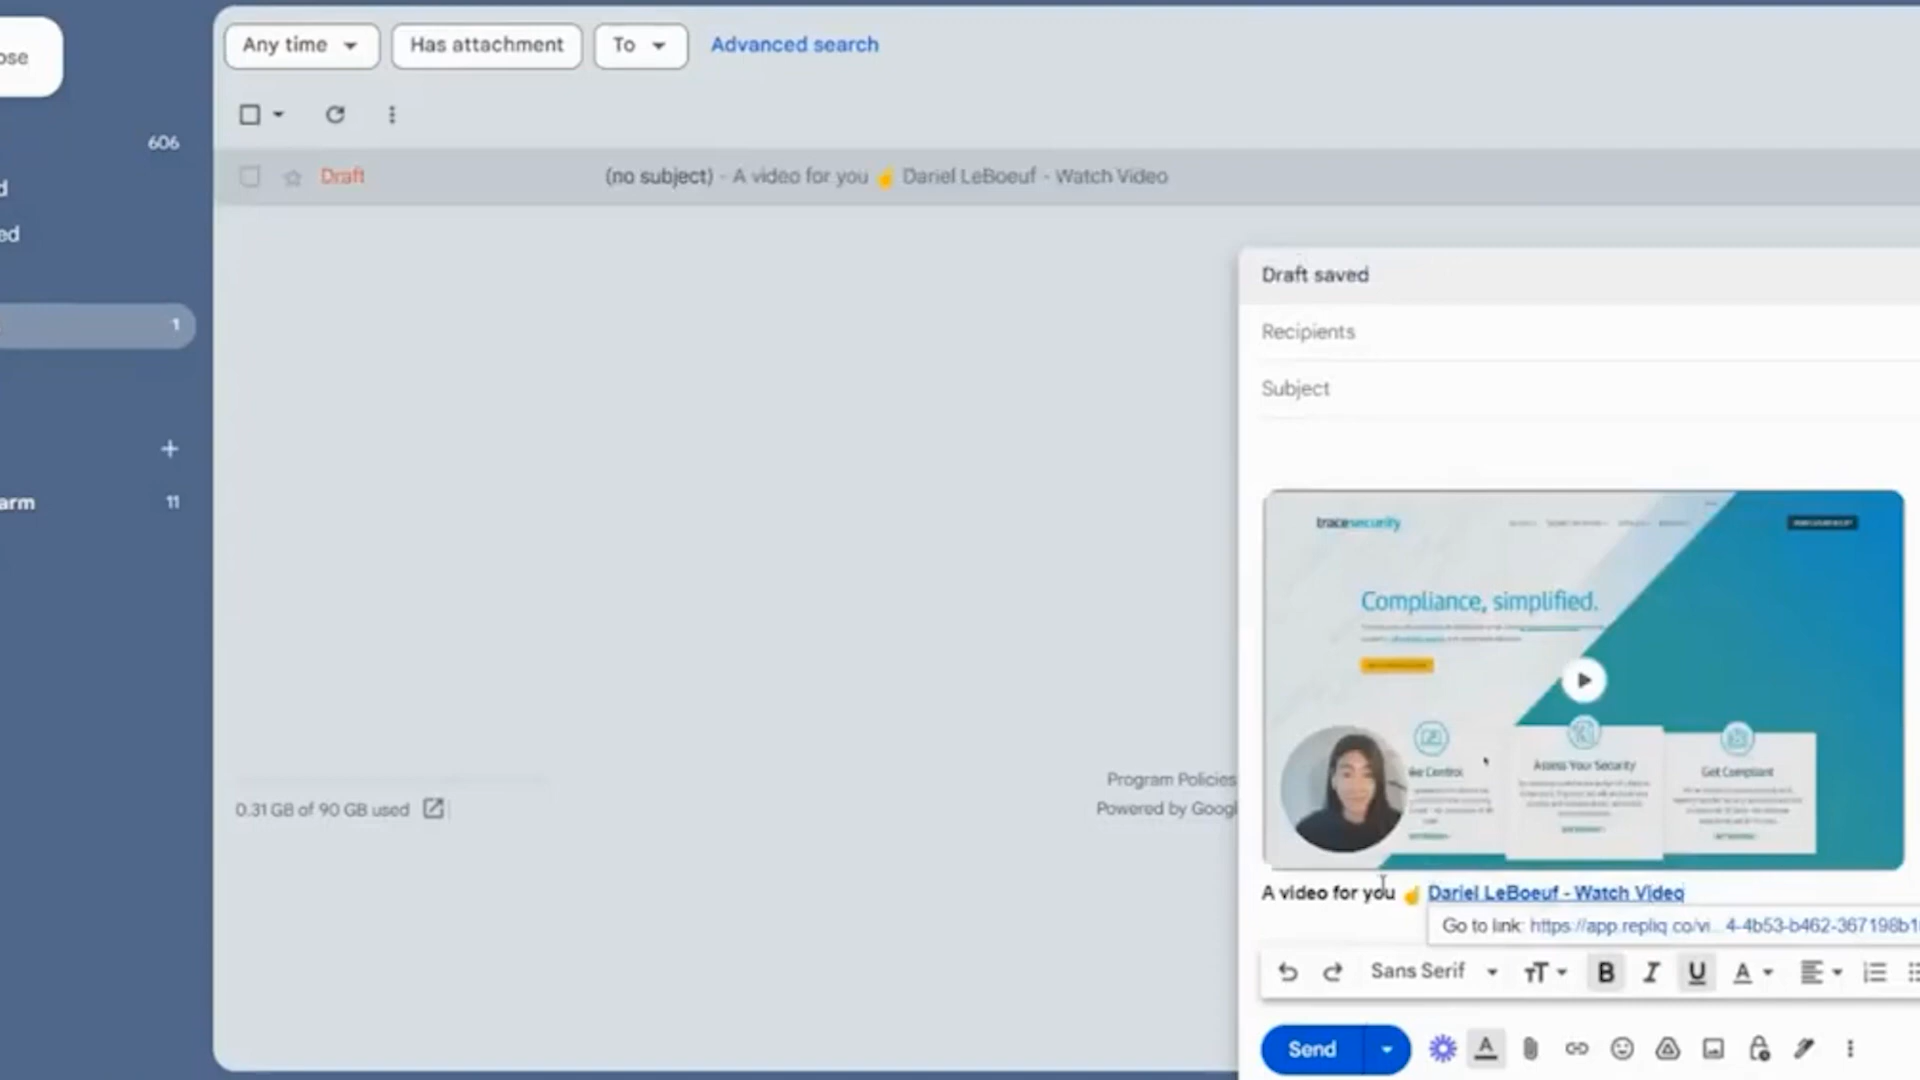 ose
Any time
Has attachment
To
Advanced search
606
Draft
(no subject) - A video for you ☝ Dariel LeBoeuf - Watch Video
d
ed
1
arm
11
0.31 GB of 90 GB used
Program Policies
Powered by Googl
Draft saved
Recipients
Subject
tracesecurity
Compliance, simplified.
ke Control
Assess Your Security
Get Compliant
A video for you ☝ Dariel LeBoeuf - Watch Video
Go to link: https://app.repliq.co/vi...4-4b53-b462-367198b1
Sans Serif
Send